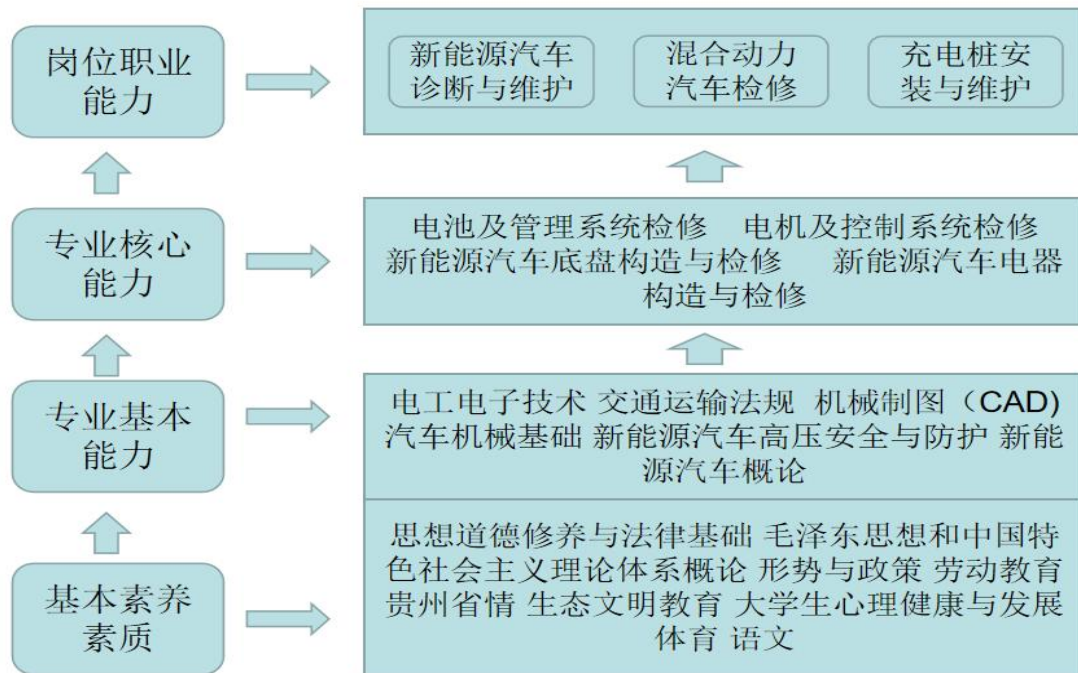 岗位职业
能力
新能源汽车
诊断与维护
混合动力
汽车检修
充电桩安
装与维护
专业核心
能力
电池及管理系统检修 电机及控制系统检修
新能源汽车底盘构造与检修 新能源汽车电器
构造与检修
专业基本
能力
电工电子技术 交通运输法规 机械制图（CAD)
汽车机械基础 新能源汽车高压安全与防护 新能
源汽车概论
基本素养
素质
思想道德修养与法律基础 毛泽东思想和中国特
色社会主义理论体系概论 形势与政策 劳动教育
贵州省情 生态文明教育 大学生心理健康与发展
体育 语文